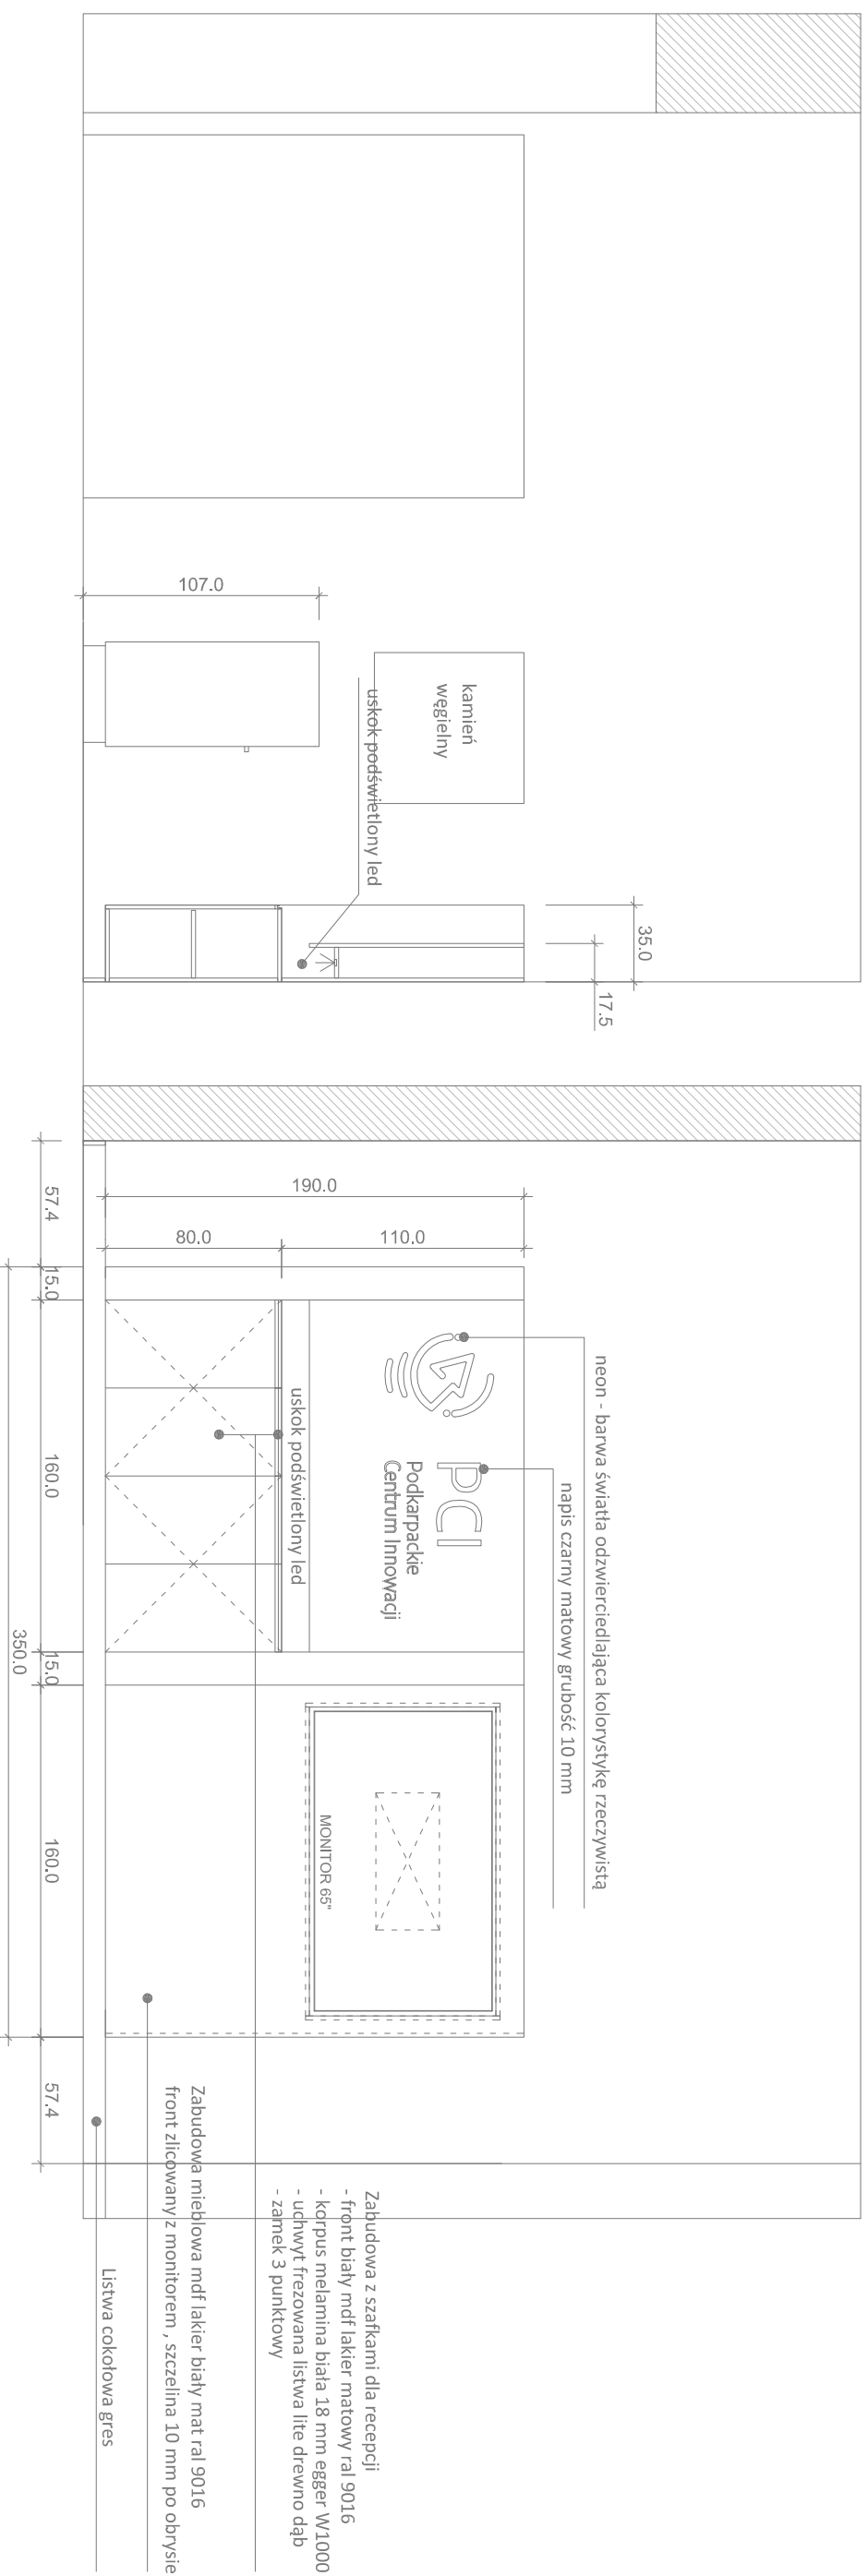 107.0
kamień
węgielny
uskok podświetlony led
35.0
17.5
neon - barwa światła odzwierciedlająca kolorystykę rzeczywistą
napis czarny matowy grubość 10 mm
PCI
Podkarpackie
Centrum Innowacji
uskok podświetlony led
190.0
80.0
110.0
MONITOR 65"
57.4
15.0
160.0
15.0
160.0
57.4
350.0
Zabudowa z szafkami dla recepcji
- front biały mdf lakier matowy ral 9016
- korpus melamina biała 18 mm egger W1000
- uchwyt frezowana listwa lite drewno dąb
- zamek 3 punktowy
Zabudowa mieblowa mdf lakier biały mat ral 9016
front zlicowany z monitorem , szczelina 10 mm po obrysie
Listwa cokołowa gres